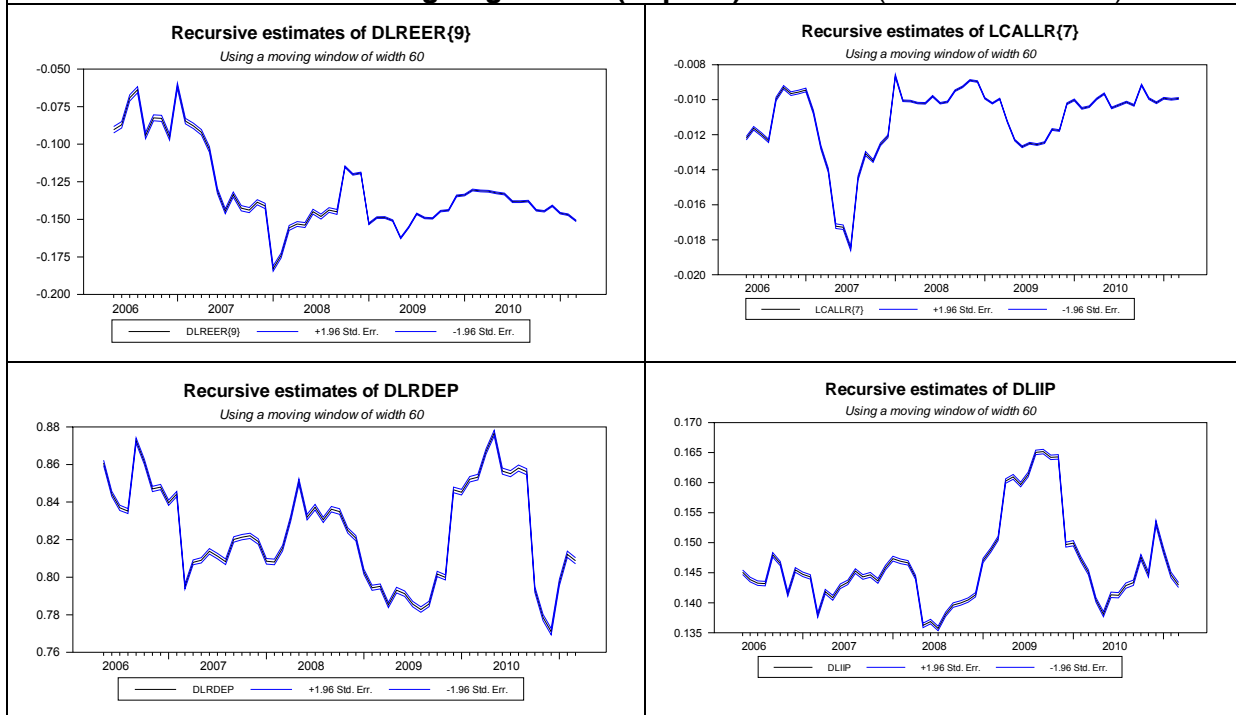 Recursive estimates of DLREER{9}
Using a moving window of width 60
-0.050
-0.075
-0.100
-0.125
-0.150
-0.175
-0.200
2006 2007 2008 2009 2010
DLREER{9} +1.96 Std. Err. -1.96 Std. Err.
Recursive estimates of LCALLR{7}
Using a moving window of width 60
-0.008
-0.010
-0.012
-0.014
-0.016
-0.018
-0.020
2006 2007 2008 2009 2010
LCALLR{7} +1.96 Std. Err. -1.96 Std. Err.
Recursive estimates of DLRDEP
Using a moving window of width 60
0.88
0.86
0.84
0.82
0.80
0.78
0.76
2006 2007 2008 2009 2010
DLRDEP +1.96 Std. Err. -1.96 Std. Err.
Recursive estimates of DLIIP
Using a moving window of width 60
0.170
0.165
0.160
0.155
0.150
0.145
0.140
0.135
2006 2007 2008 2009 2010
DLIIP +1.96 Std. Err. -1.96 Std. Err.